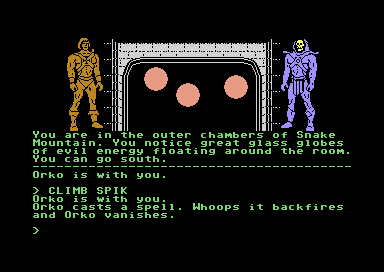 You are in the outer chambers of Snake
Mountain. You notice great glass globes
of evil energy floating around the room.
You can go south.
----------------------------------------
Orko is with you.
> CLIMB SPIK
Orko is with you.
Orko casts a spell. Whoops it backfires
and Orko vanishes.
>